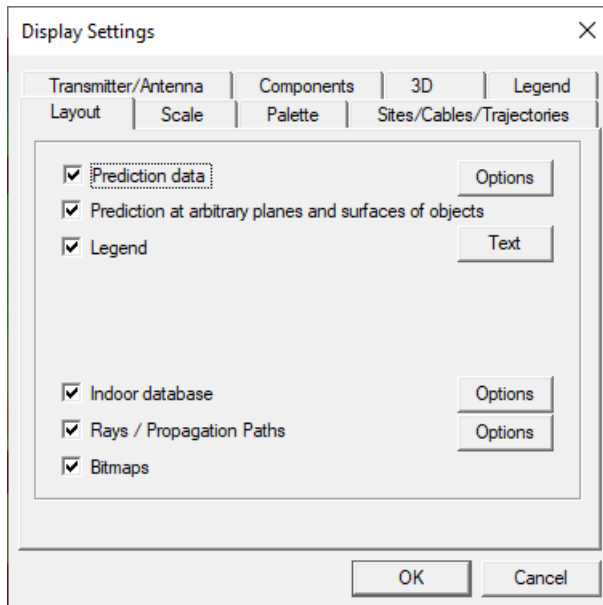 Display Settings
Transmitter/Antenna Components 3D Legend
Layout Scale Palette Sites/Cables/Trajectories
Prediction data Options
Prediction at arbitrary planes and surfaces of objects
Legend Text
Indoor database Options
Rays / Propagation Paths Options
Bitmaps
OK Cancel